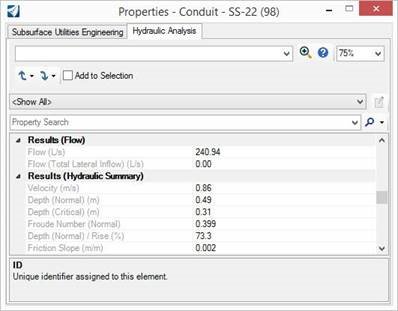 Properties - Conduit - SS-22 (98)
Subsurface Utilities Engineering Hydraulic Analysis
75%
Add to Selection
<Show All>
Property Search
Results (Flow)
Flow (L/s) 240.94
Flow (Total Lateral Inflow) (L/s) 0.00
Results (Hydraulic Summary)
Velocity (m/s) 0.86
Depth (Normal) (m) 0.49
Depth (Critical) (m) 0.31
Froude Number (Normal) 0.399
Depth (Normal) / Rise (%) 73.3
Friction Slope (m/m) 0.002
ID
Unique identifier assigned to this element.